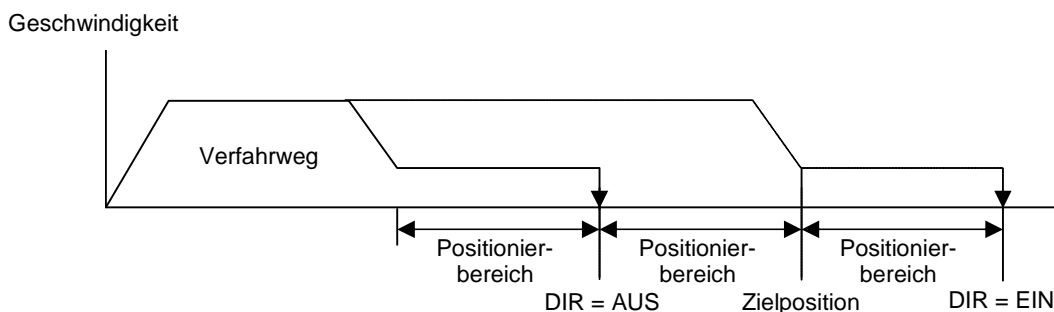 Geschwindigkeit
Verfahrweg
Positionier-
bereich
Positionier-
bereich
Positionier-
bereich
DIR = AUS
Zielposition
DIR = EIN